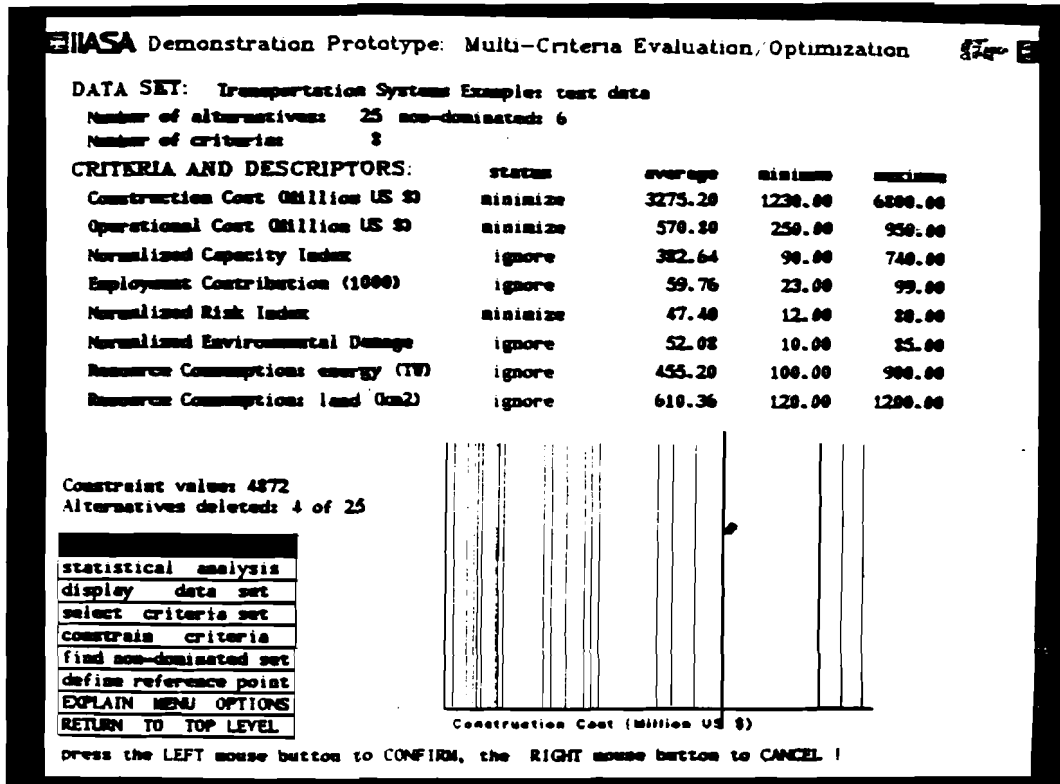 IIASA Demonstration Prototype: Multi-Criteria Evaluation/Optimization
DATA SET: Transportation Systems Example: test data
Number of alternatives: 25 non-dominated: 6
Number of criteria: 8
CRITERIA AND DESCRIPTORS: status average minimum maximum
Construction Cost (Million US $) minimize 3275.20 1230.00 6800.00
Operational Cost (Million US $) minimize 570.80 250.00 950.00
Normalized Capacity Index ignore 382.64 90.00 740.00
Employment Contribution (1000) ignore 59.76 23.00 99.00
Normalized Risk Index minimize 47.40 12.00 80.00
Normalized Environmental Damage ignore 52.08 10.00 85.00
Resource Consumption: energy (TW) ignore 455.20 100.00 900.00
Resource Consumption: land (km2) ignore 610.36 120.00 1200.00
Constraint value: 4872
Alternatives deleted: 4 of 25
statistical analysis
display data set
select criteria set
constrain criteria
find non-dominated set
define reference point
EXPLAIN MENU OPTIONS
RETURN TO TOP LEVEL
Construction Cost (Million US $)
press the LEFT mouse button to CONFIRM, the RIGHT mouse button to CANCEL !